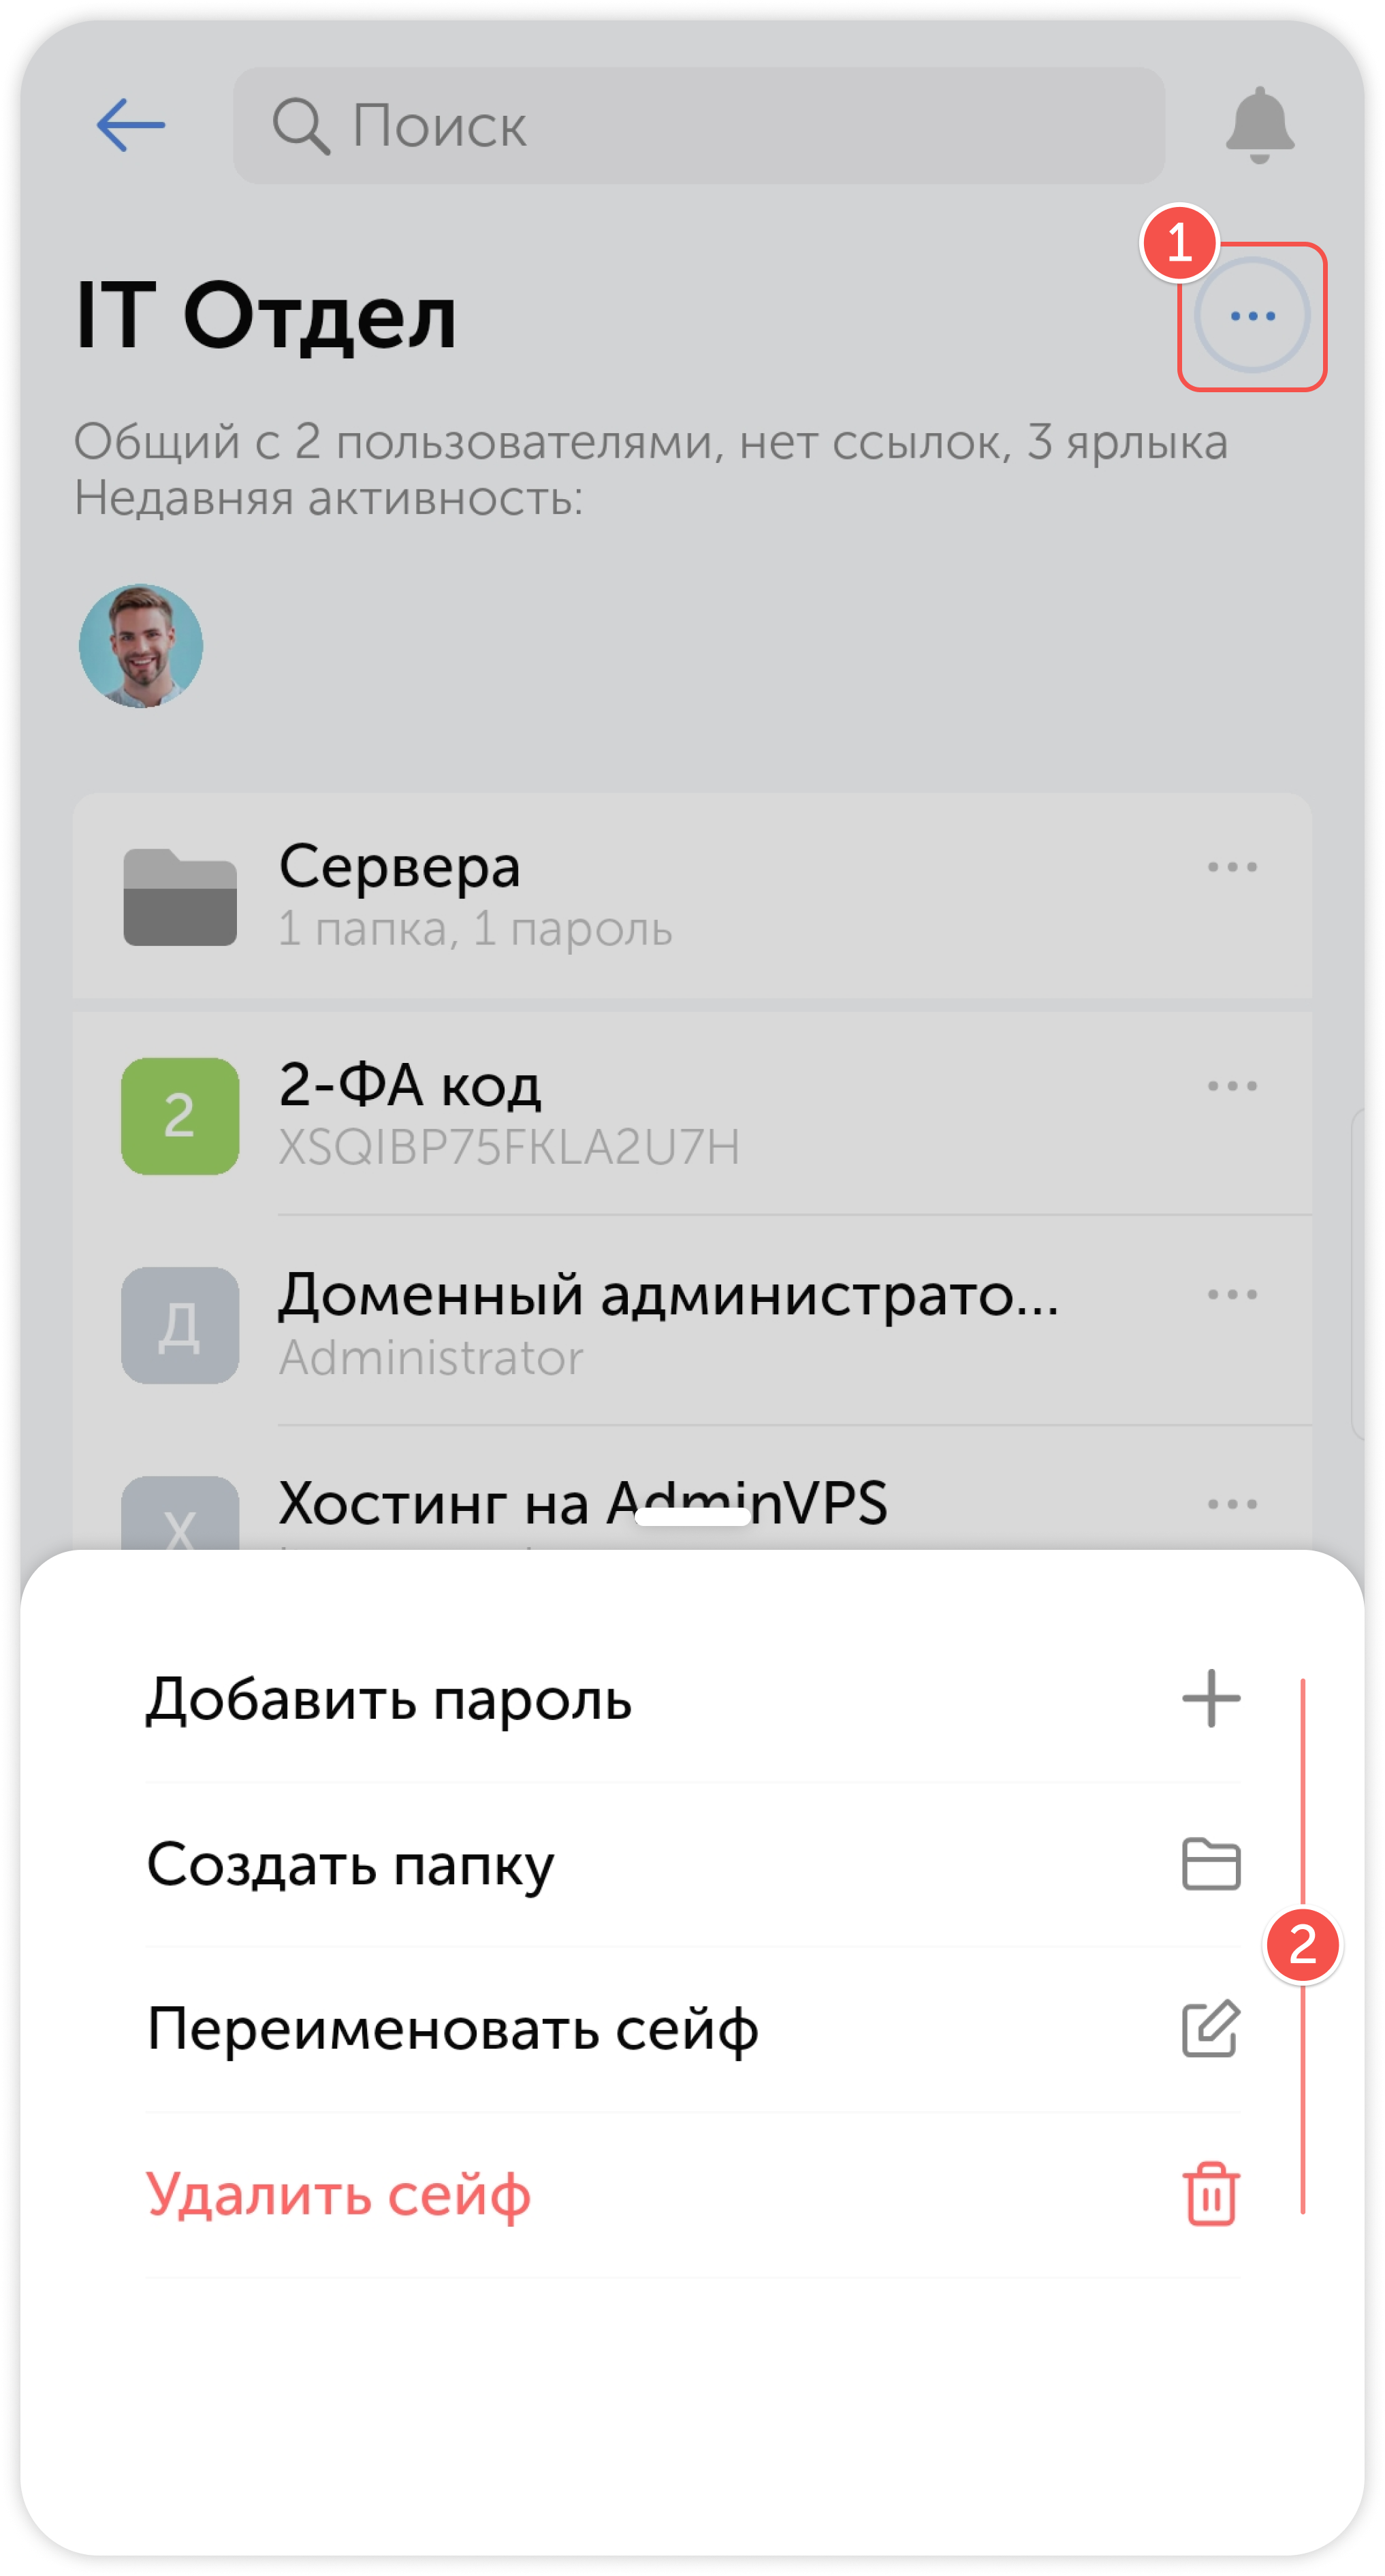 Поиск
1
IT Отдел
...
Общий с 2 пользователями, нет ссылок, 3 ярлыка
Недавняя активность:
Сервера
1 папка, 1 пароль
2
2-ФА код
XSQIBP75FKLA2U7H
Д
Доменный администрато...
Administrator
Х
Хостинг на AdminVPS
Добавить пароль
Создать папку
2
Переименовать сейф
Удалить сейф